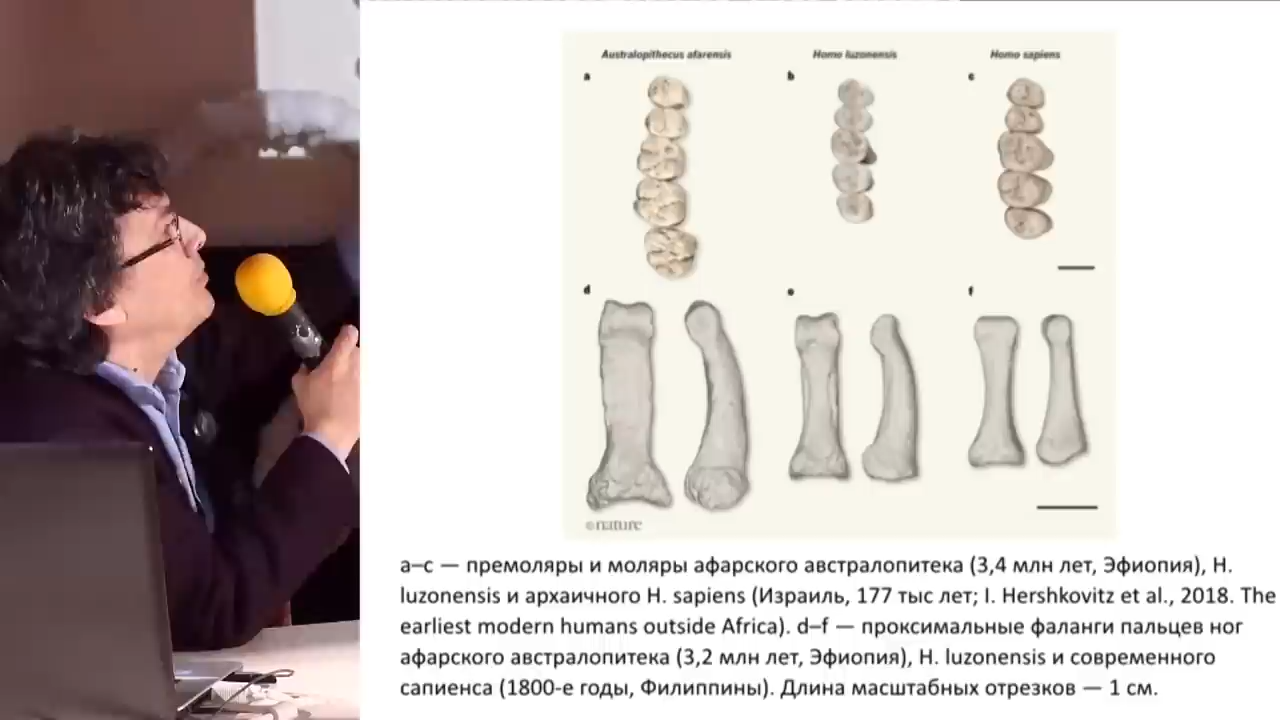 Australopithecus afarensis
Homo luzonensis
Homo sapiens
a
b
c
d
e
f
©nature
a–c — премоляры и моляры афарского австралопитека (3,4 млн лет, Эфиопия), H.
luzonensis и архаичного H. sapiens (Израиль, 177 тыс лет; I. Hershkovitz et al., 2018. The
earliest modern humans outside Africa). d–f — проксимальные фаланги пальцев ног
афарского австралопитека (3,2 млн лет, Эфиопия), H. luzonensis и современного
сапиенса (1800-е годы, Филиппины). Длина масштабных отрезков — 1 см.